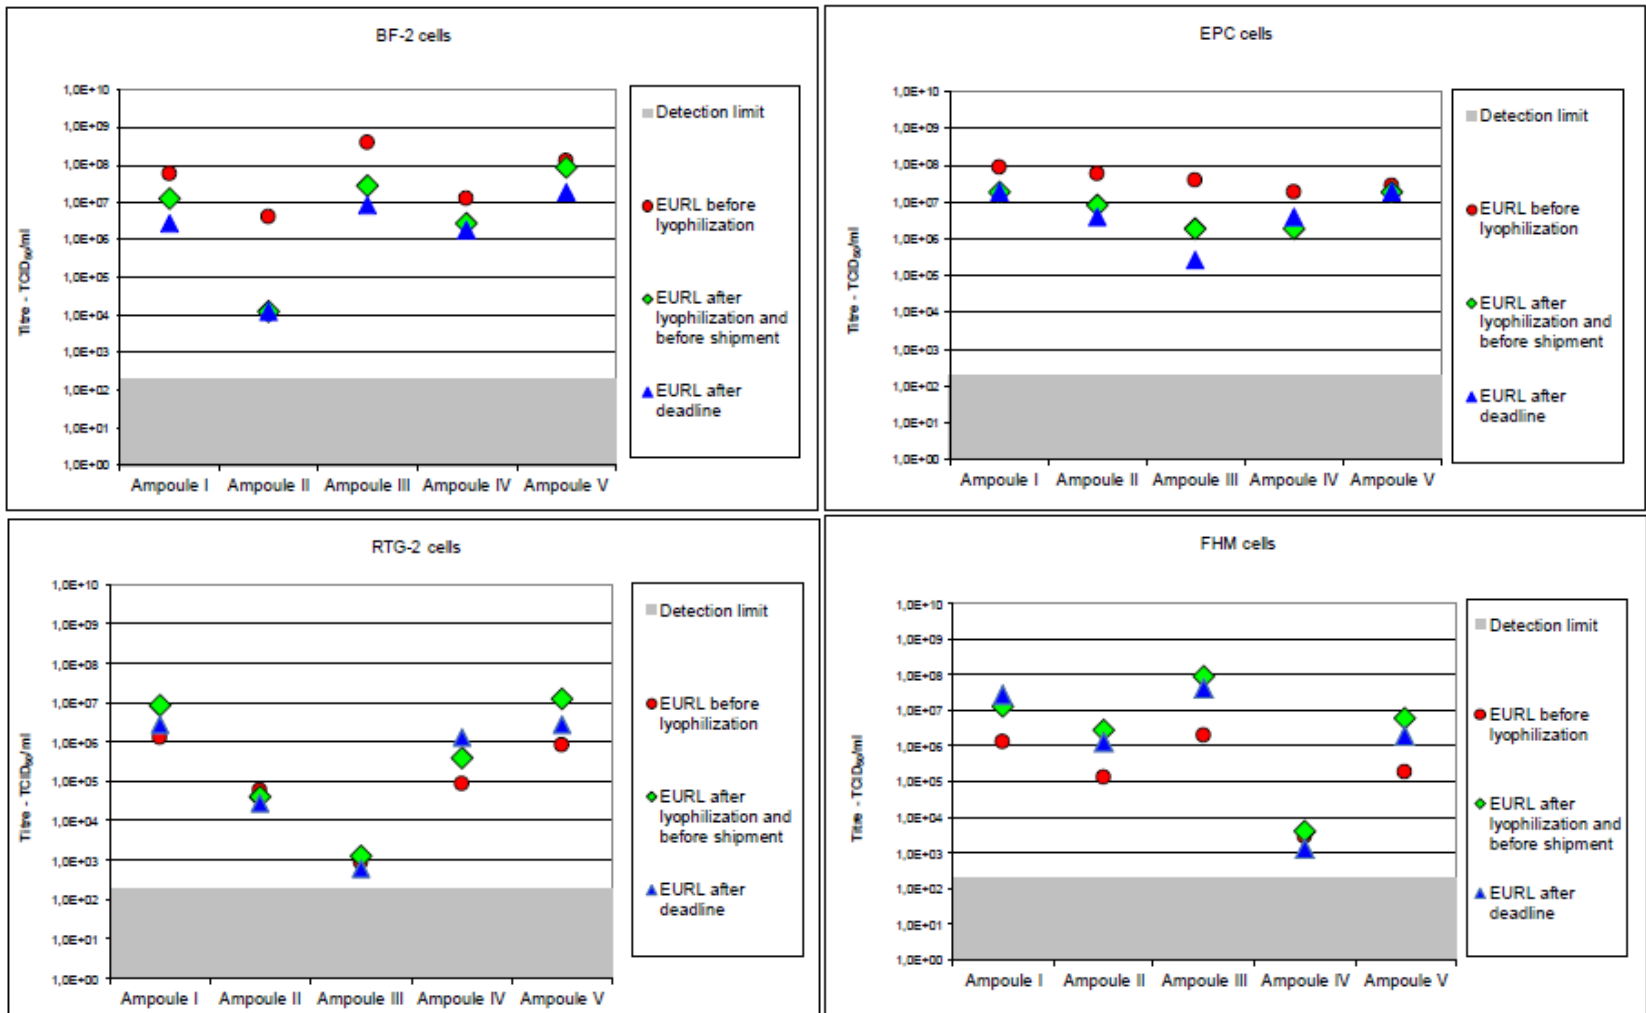 BF-2 cells
Titre - TCID₅₀/ml
1,0E+10
1,0E+09
1,0E+08
1,0E+07
1,0E+06
1,0E+05
1,0E+04
1,0E+03
1,0E+02
1,0E+01
1,0E+00
Ampoule I Ampoule II Ampoule III Ampoule IV Ampoule V
Detection limit
EURL before
lyophilization
EURL after
lyophilization and
before shipment
EURL after
deadline
EPC cells
Titre - TCID₅₀/ml
1,0E+10
1,0E+09
1,0E+08
1,0E+07
1,0E+06
1,0E+05
1,0E+04
1,0E+03
1,0E+02
1,0E+01
1,0E+00
Ampoule I Ampoule II Ampoule III Ampoule IV Ampoule V
Detection limit
EURL before
lyophilization
EURL after
lyophilization and
before shipment
EURL after
deadline
RTG-2 cells
Titre - TCID₅₀/ml
1,0E+10
1,0E+09
1,0E+08
1,0E+07
1,0E+06
1,0E+05
1,0E+04
1,0E+03
1,0E+02
1,0E+01
1,0E+00
Ampoule I Ampoule II Ampoule III Ampoule IV Ampoule V
Detection limit
EURL before
lyophilization
EURL after
lyophilization and
before shipment
EURL after
deadline
FHM cells
Titre - TCID₅₀/ml
1,0E+10
1,0E+09
1,0E+08
1,0E+07
1,0E+06
1,0E+05
1,0E+04
1,0E+03
1,0E+02
1,0E+01
1,0E+00
Ampoule I Ampoule II Ampoule III Ampoule IV Ampoule V
Detection limit
EURL before
lyophilization
EURL after
lyophilization and
before shipment
EURL after
deadline